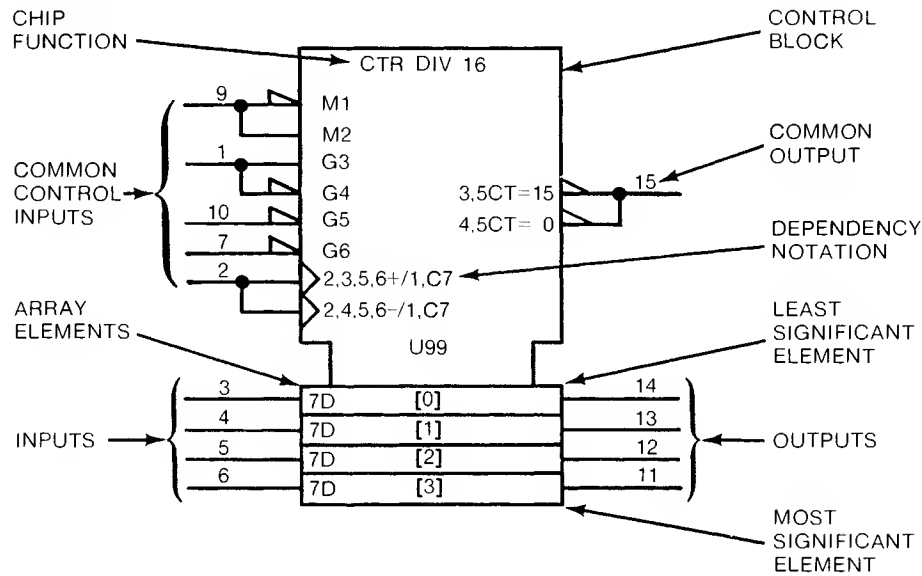 CHIP
FUNCTION
CTR DIV 16
CONTROL
BLOCK
9
M1
M2
COMMON
CONTROL
INPUTS
1
G3
G4
10
G5
7
G6
2
2,3,5,6+/1,C7
2,4,5,6−/1,C7
3,5CT=15
4,5CT= 0
15
COMMON
OUTPUT
DEPENDENCY
NOTATION
U99
ARRAY
ELEMENTS
LEAST
SIGNIFICANT
ELEMENT
INPUTS
3
7D
[0]
14
4
7D
[1]
13
5
7D
[2]
12
6
7D
[3]
11
OUTPUTS
MOST
SIGNIFICANT
ELEMENT